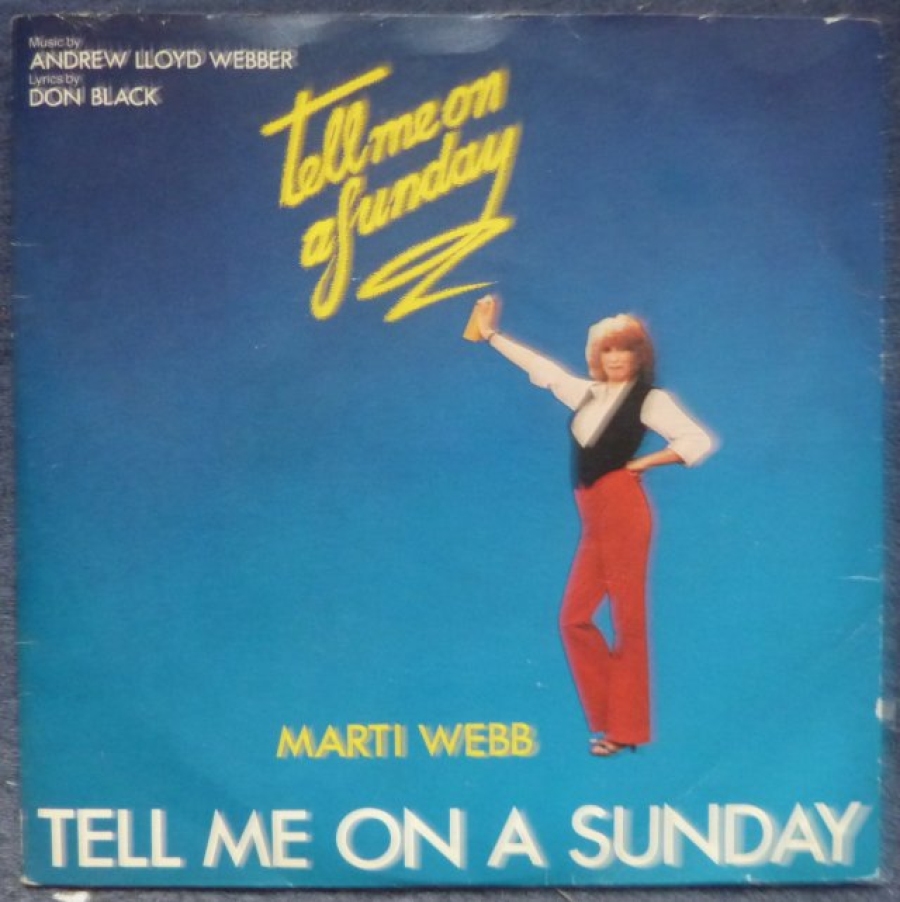 Music by
ANDREW LLOYD WEBBER
Lyrics by
DON BLACK
Tell me on
a Sunday
MARTI WEBB
TELL ME ON A SUNDAY